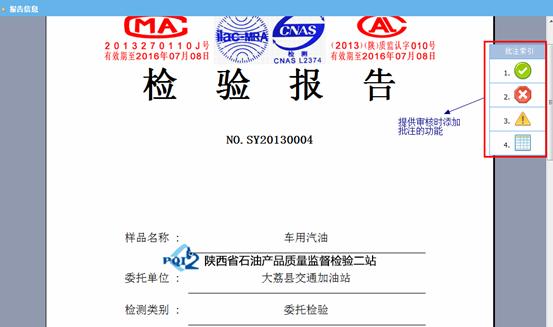 报告信息
MA
ilac-MRA
CNAS
检 测
CNAS L2374
CAL
2013270110J号
有效期至2016年07月08日
(2013)(陕)质监认字010号
有效期至2016年07月08日
检 验 报 告
NO. SY20130004
批注索引
1.
2.
3.
4.
提供审核时添加
批注的功能
样品名称 ： 车用汽油
PQI2 陕西省石油产品质量监督检验二站
委托单位 ： 大荔县交通加油站
检测类别 ： 委托检验